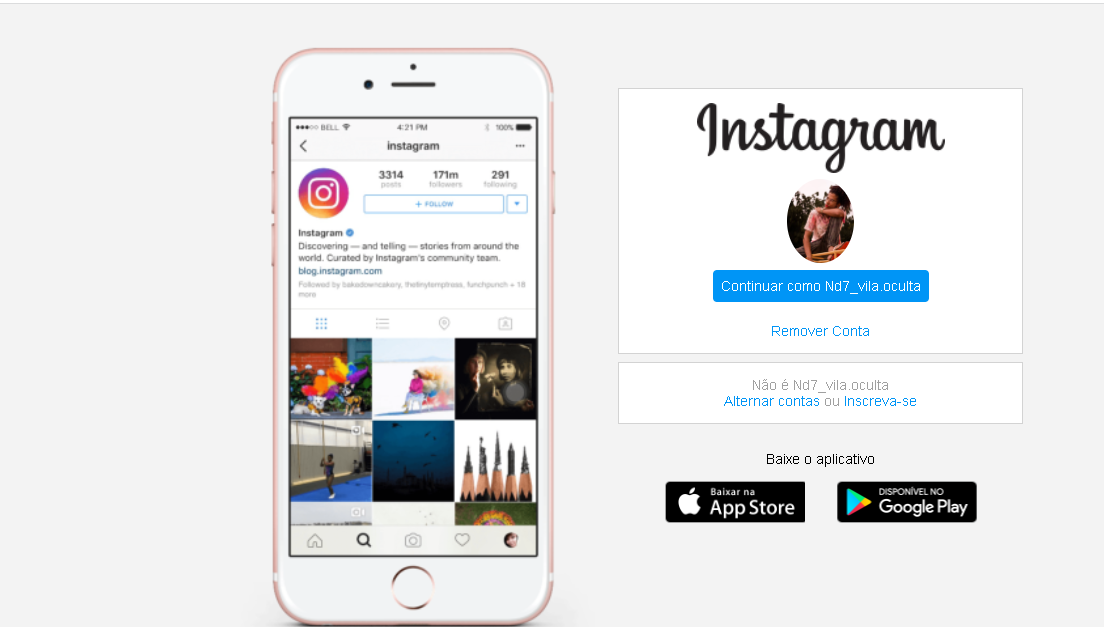 BELL
4:21 PM
100%
instagram
3314
171m
291
posts
followers
following
+ FOLLOW
Instagram
Discovering — and telling — stories from around the
world. Curated by Instagram's community team.
blog.instagram.com
Followed by bakedowncakery, thetinytemptress, funchpunch + 18
more
Instagram
Continuar como Nd7_vila.oculta
Remover Conta
Não é Nd7_vila.oculta
Alternar contas ou Inscreva-se
Baixe o aplicativo
Baixar na
App Store
DISPONÍVEL NO
Google Play